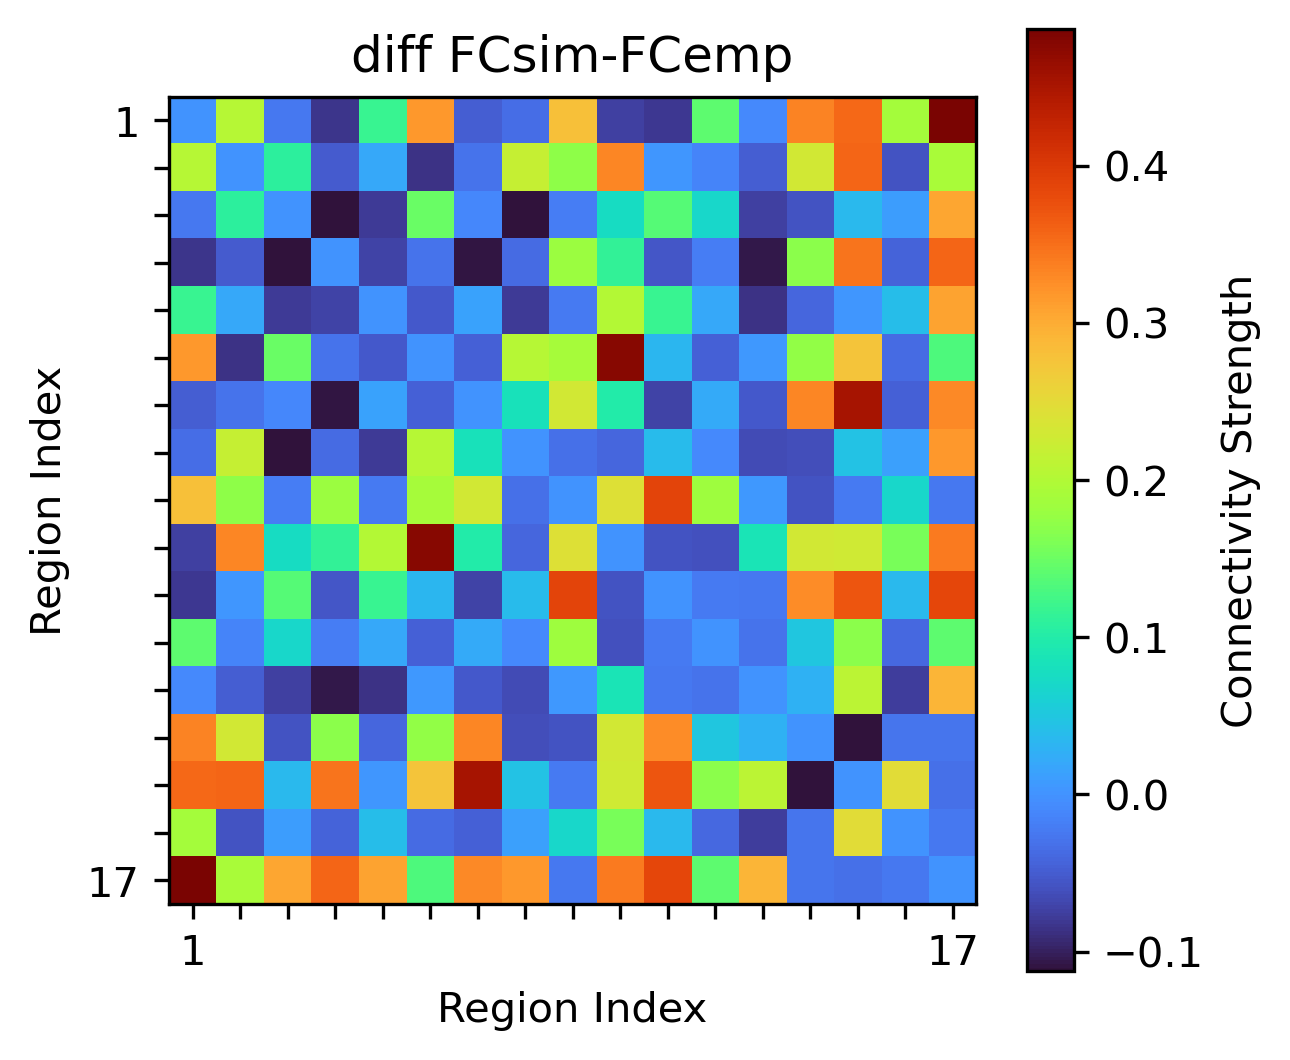 diff FCsim-FCemp
1
17
Region Index
1
17
Region Index
0.4
0.3
0.2
0.1
0.0
−0.1
Connectivity Strength